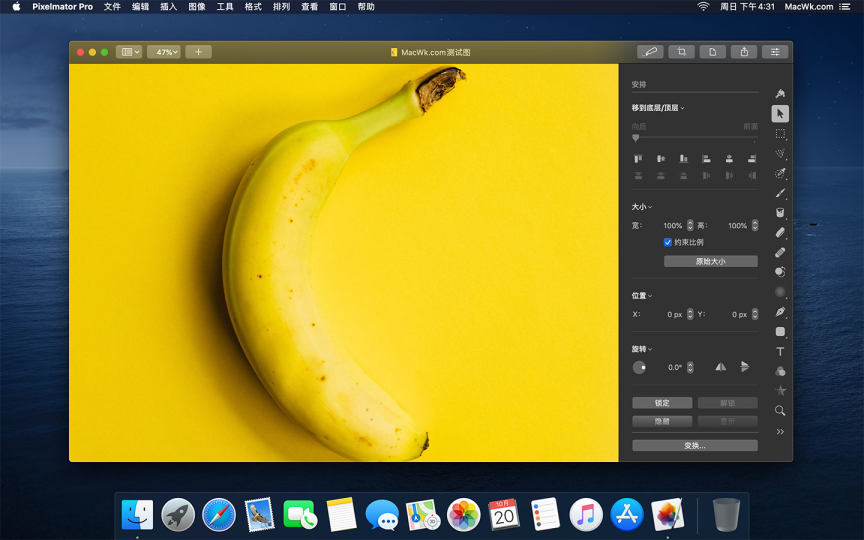 Pixelmator Pro 文件 编辑 插入 图像 工具 格式 排列 查看 窗口 帮助 周日 下午4:31 MacWk.com
47% MacWk.com测试图
安排
移到底层/顶层
向后 前面
大小
宽: 100% 高: 100%
约束比例
原始大小
位置
X: 0 px Y: 0 px
旋转
0.0°
锁定 解锁
隐藏 显示
变换...
10月
20